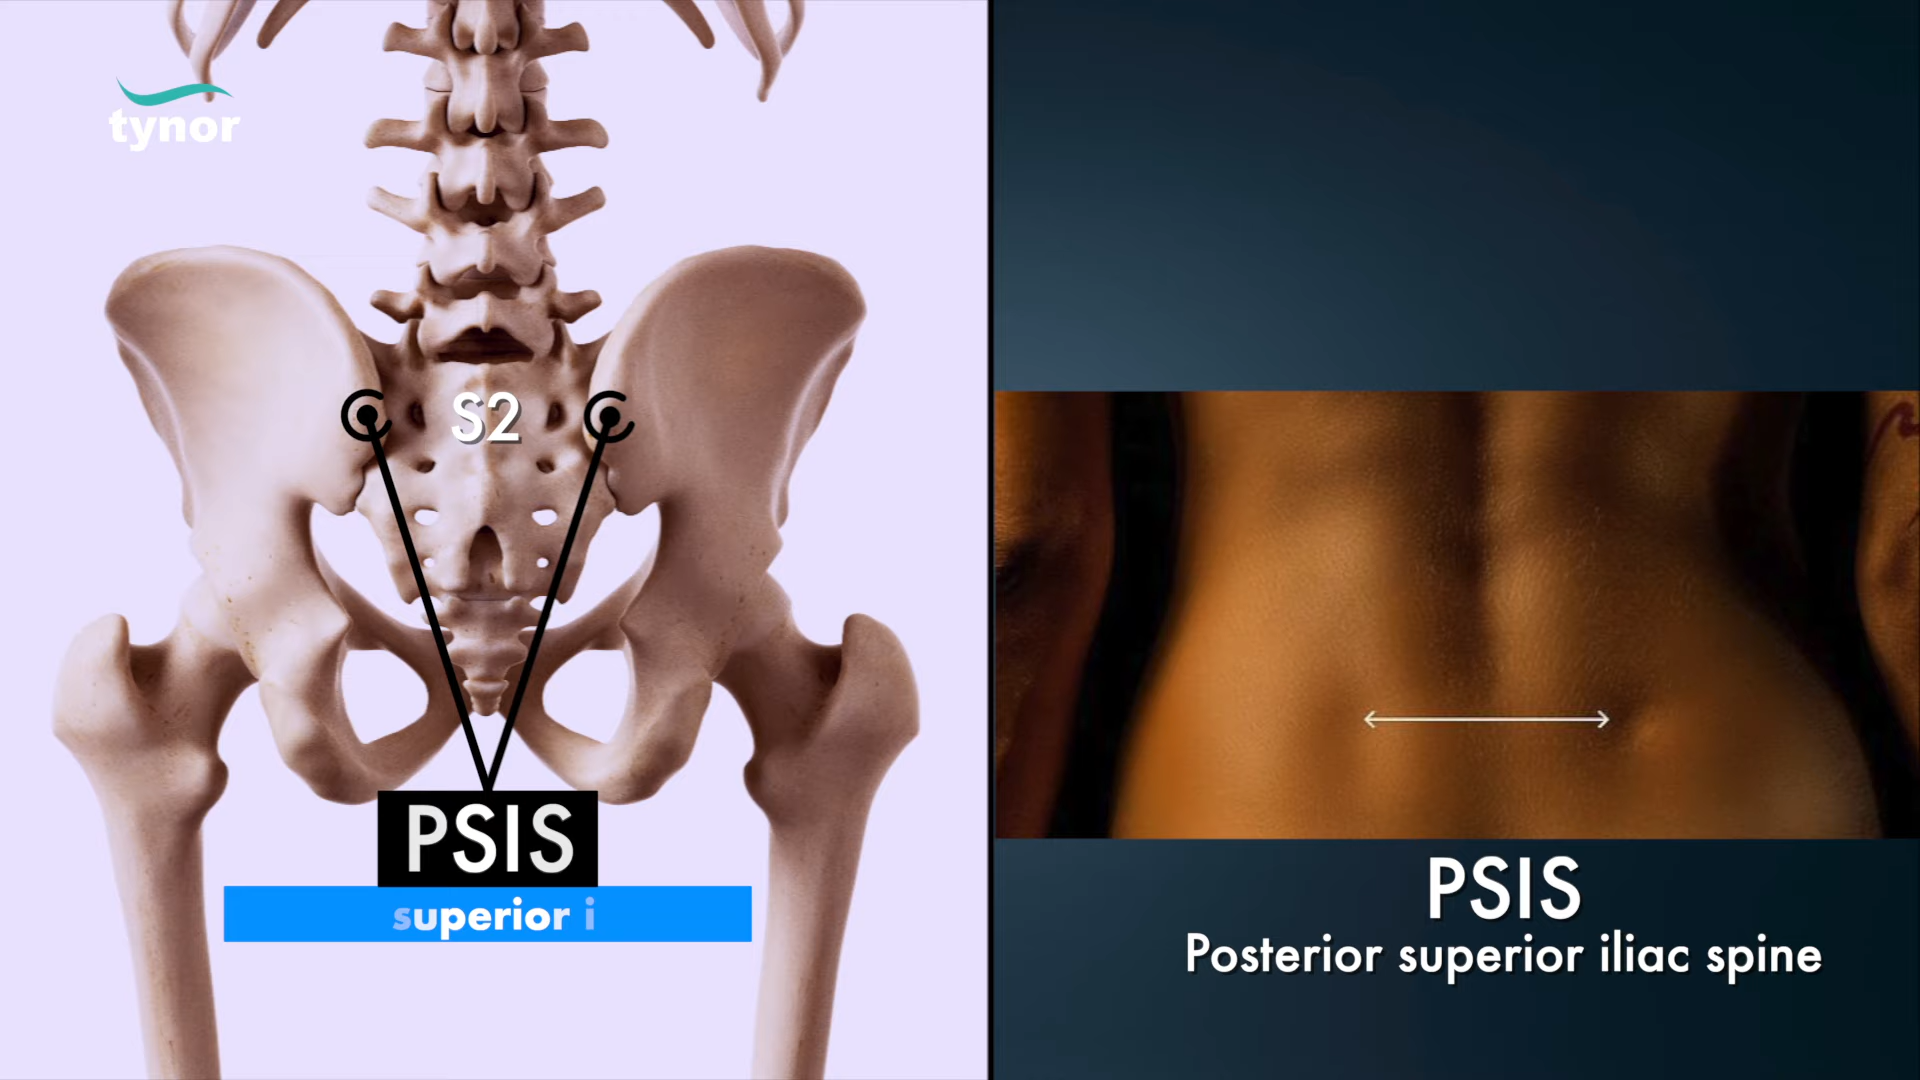 tynor
S2
PSIS
superior i
PSIS
Posterior superior iliac spine